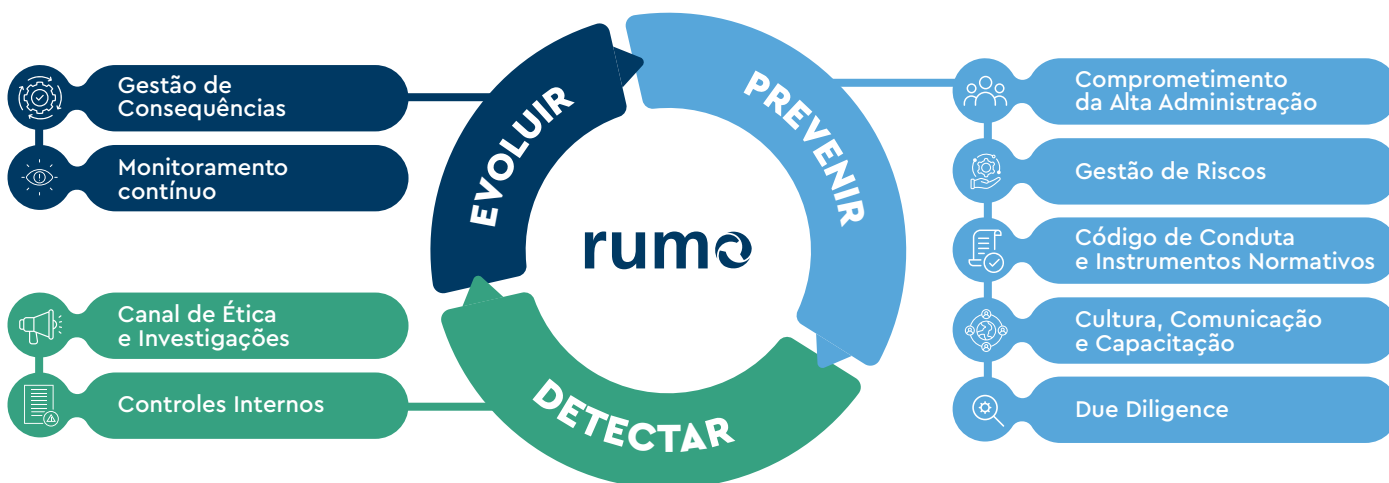 Gestão de
Consequências
Monitoramento
contínuo
Canal de Ética
e Investigações
Controles Internos
EVOLUIR
PREVENIR
DETECTAR
rumo
Comprometimento
da Alta Administração
Gestão de Riscos
Código de Conduta
e Instrumentos Normativos
Cultura, Comunicação
e Capacitação
Due Diligence